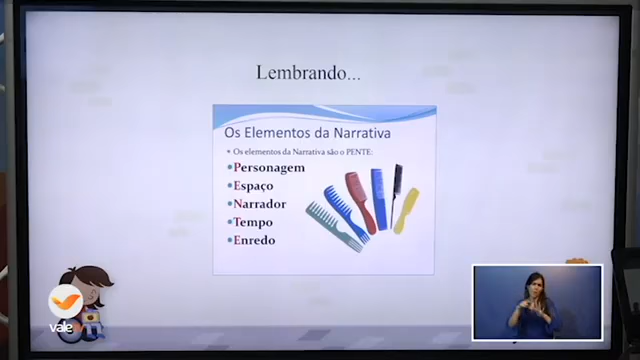 Lembrando...
Os Elementos da Narrativa
Os elementos da Narrativa são o PENTE:
Personagem
Espaço
Narrador
Tempo
Enredo
vale